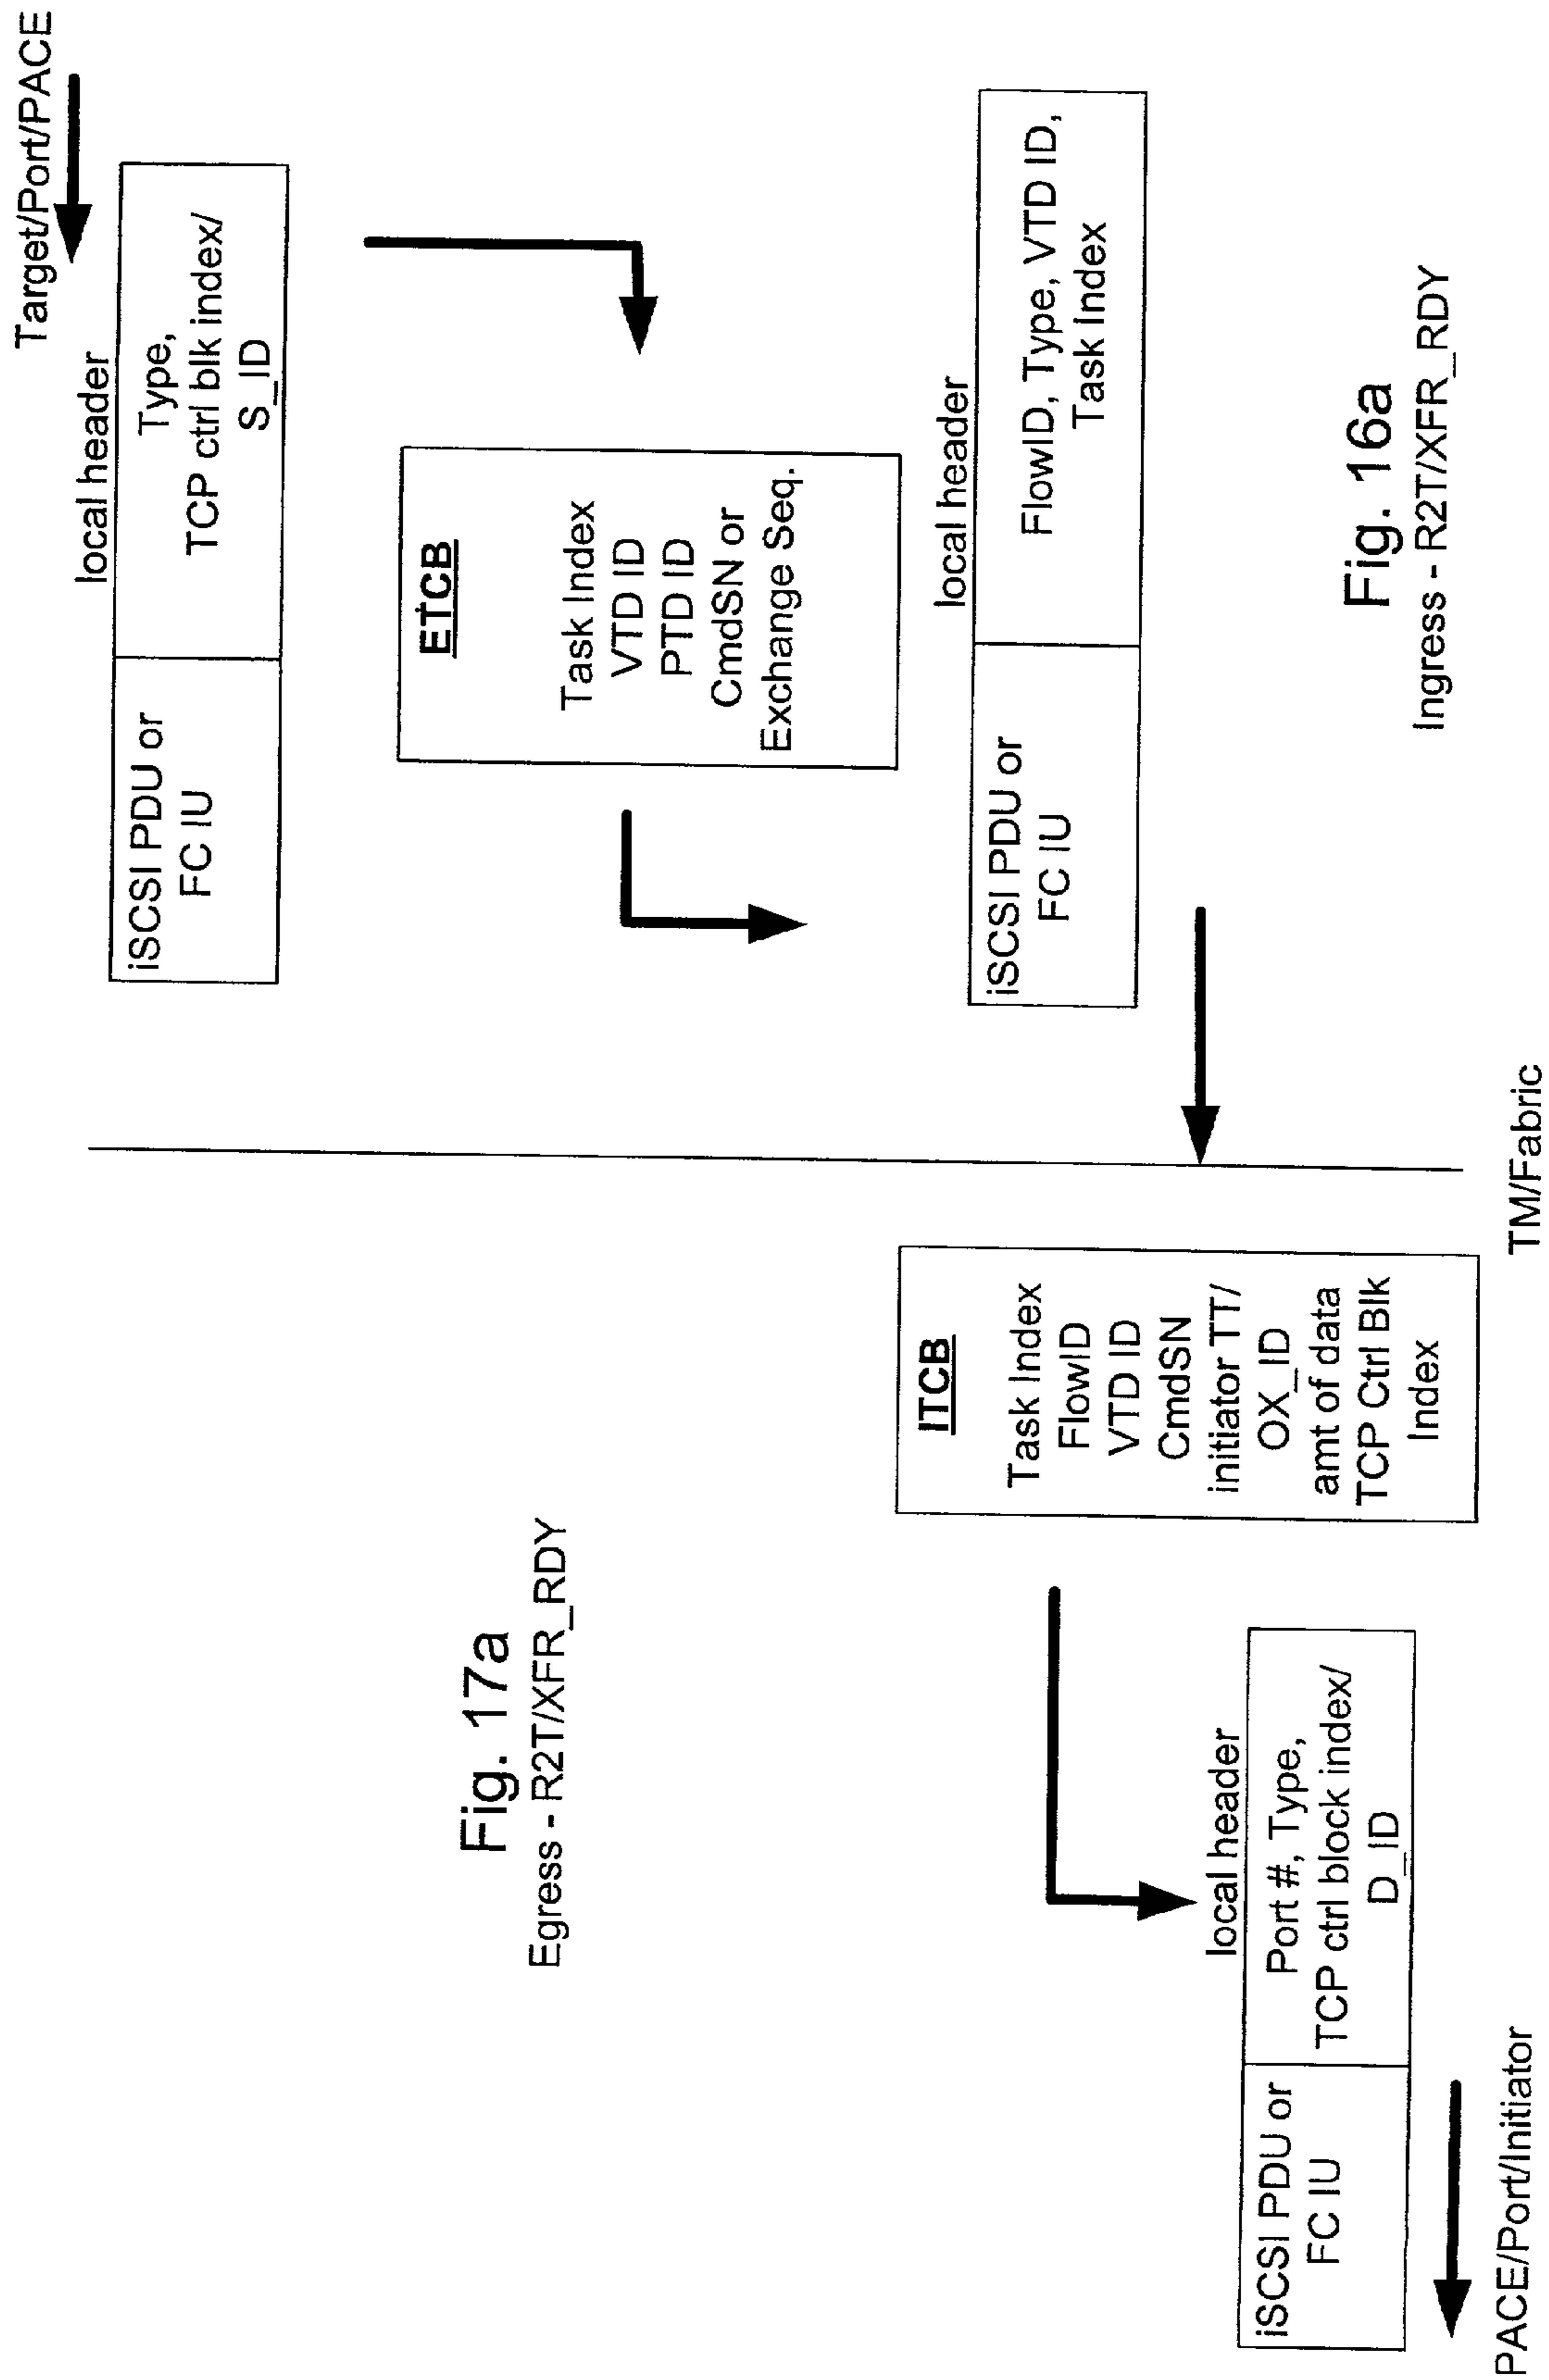 Target/Port/PACE
local header
iSCSI PDU or
FC IU
Type,
TCP ctrl blk index/
S_ID
ETCB
Task Index
VTD ID
PTD ID
CmdSN or
Exchange Seq.
local header
iSCSI PDU or
FC IU
FlowID, Type, VTD ID,
Task Index
Fig. 16a
Ingress - R2T/XFR_RDY
TM/Fabric
Fig. 17a
Egress - R2T/XFR_RDY
ITCB
Task Index
FlowID
VTD ID
CmdSN
initiator TT/
OX_ID
amt of data
TCP Ctrl Blk
Index
local header
iSCSI PDU or
FC IU
Port #, Type,
TCP ctrl block index/
D_ID
PACE/Port/Initiator